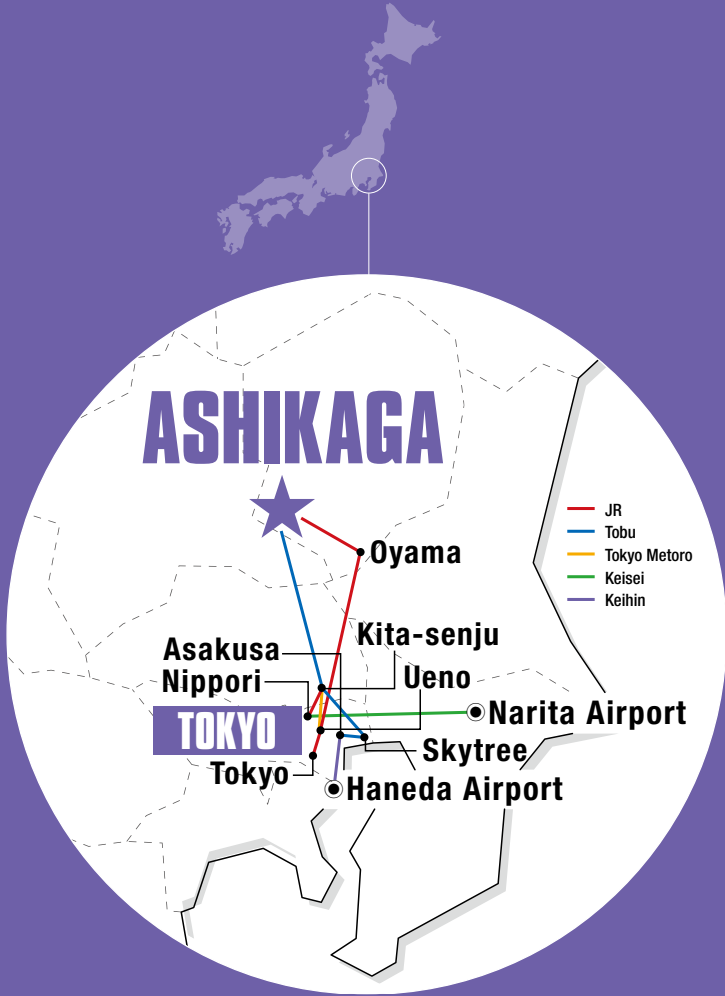 ASHIKAGA
JR
Tobu
Tokyo Metoro
Keisei
Keihin
Oyama
Kita-senju
Asakusa
Nippori
Ueno
TOKYO
Narita Airport
Skytree
Tokyo
Haneda Airport